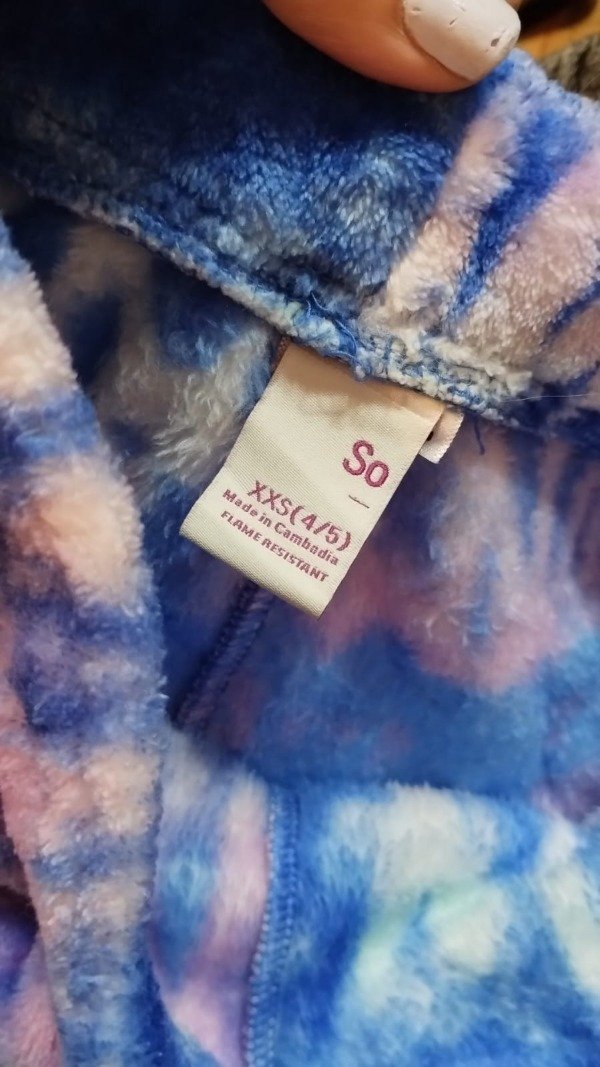 So
XXS(4/5)
Made in Cambodia
FLAME RESISTANT